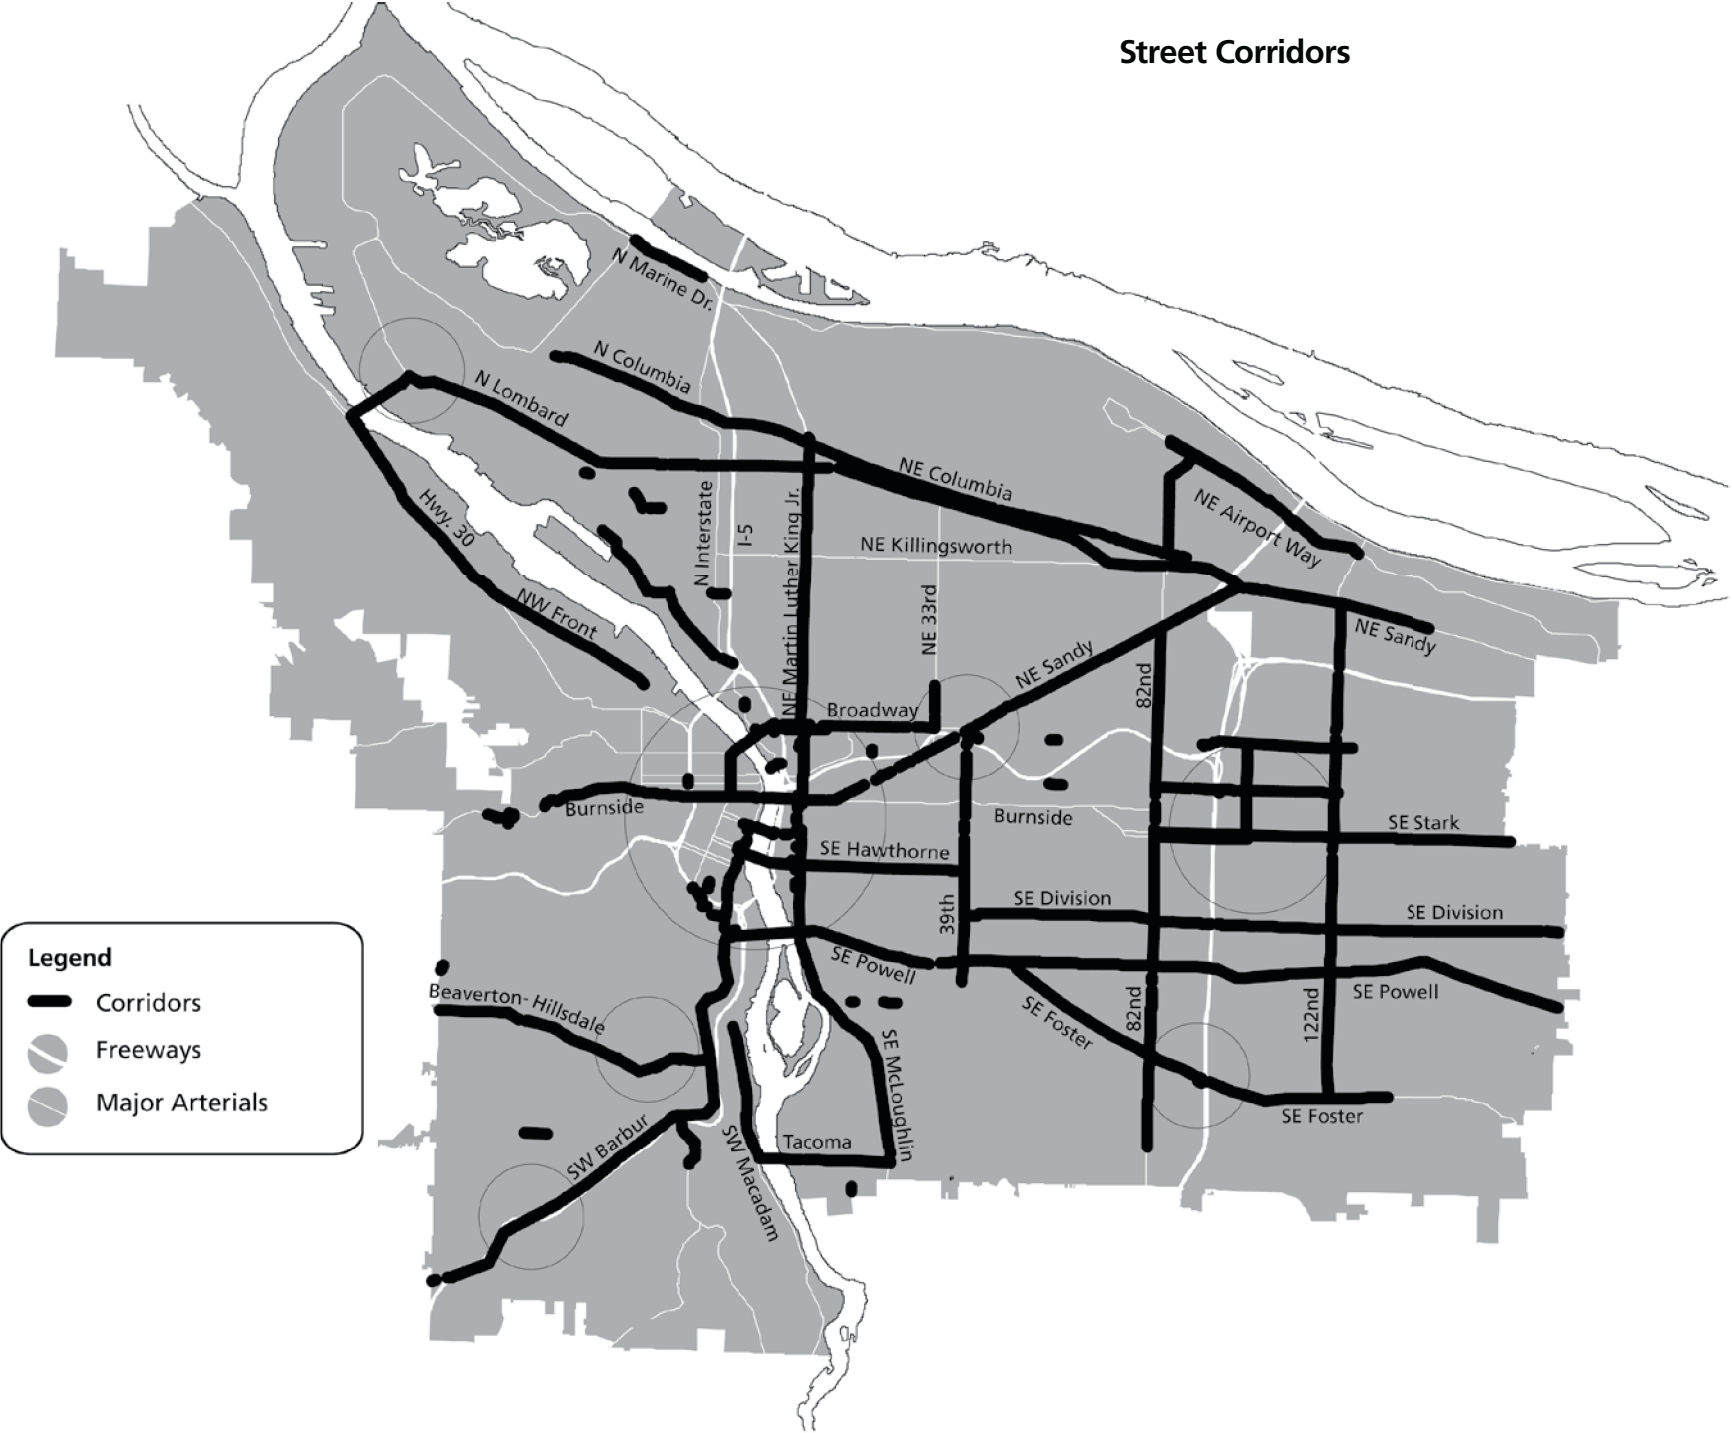 Street Corridors
N Marine Dr.
N Columbia
N Lombard
NE Columbia
Hwy. 30
N Interstate
I-5
NE Martin Luther King Jr.
NE Airport Way
NE Killingsworth
NE 33rd
NW Front
NE Sandy
NE Sandy
82nd
Broadway
Burnside
Burnside
SE Stark
SE Hawthorne
39th
SE Division
SE Division
SE Powell
SE Powell
Legend
Corridors
Freeways
Major Arterials
Beaverton-Hillsdale
SE Foster
82nd
122nd
SE McLoughlin
SE Foster
SW Barbur
SW Macadam
Tacoma